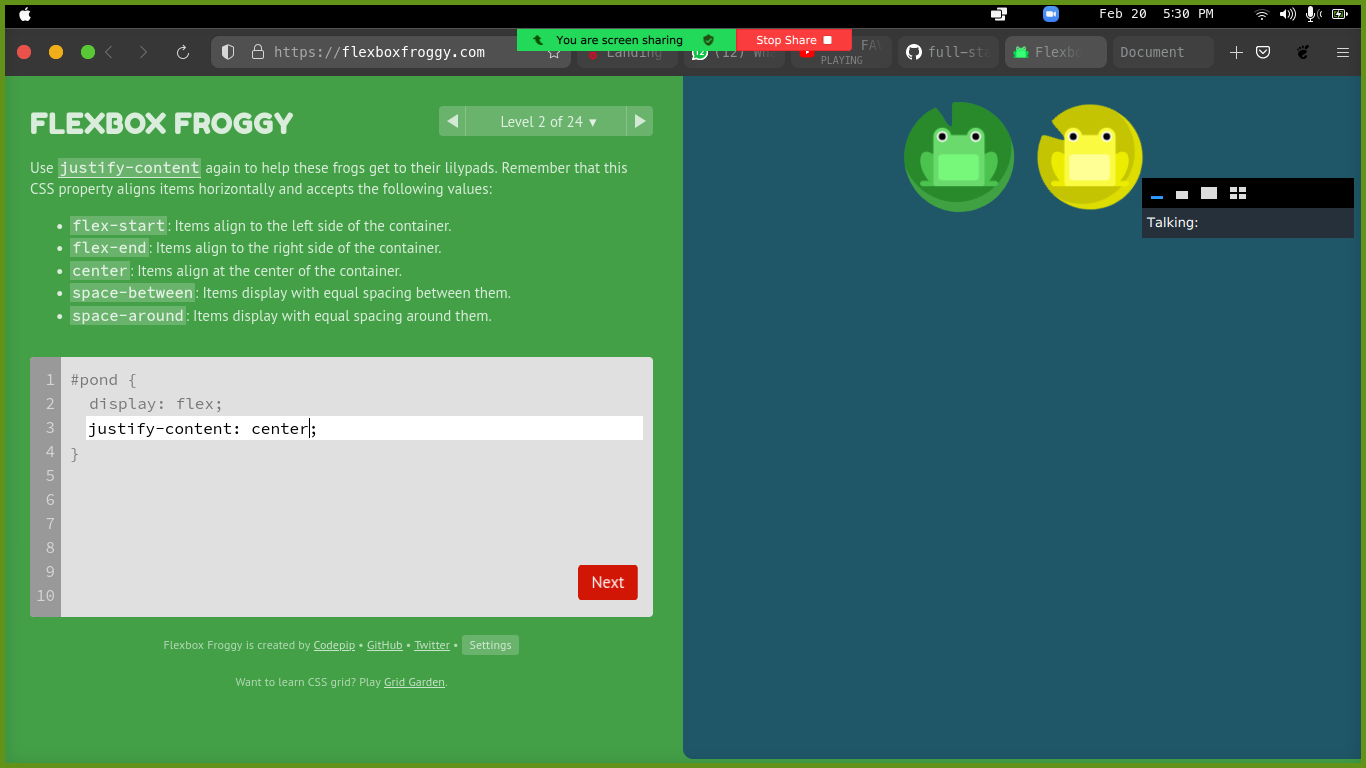 Feb 20 5:30 PM
You are screen sharing
Stop Share
https://flexboxfroggy.com
Landing
(12) Wh
FAV
PLAYING
full-st
Flexbo
Document
FLEXBOX FROGGY
Level 2 of 24 ▾
Use justify-content again to help these frogs get to their lilypads. Remember that this
CSS property aligns items horizontally and accepts the following values:
• flex-start: Items align to the left side of the container.
• flex-end: Items align to the right side of the container.
• center: Items align at the center of the container.
• space-between: Items display with equal spacing between them.
• space-around: Items display with equal spacing around them.
1 #pond {
2 display: flex;
3 justify-content: center;
4 }
5
6
7
8
9
10
Next
Flexbox Froggy is created by Codepip • GitHub • Twitter • Settings
Want to learn CSS grid? Play Grid Garden.
Talking: